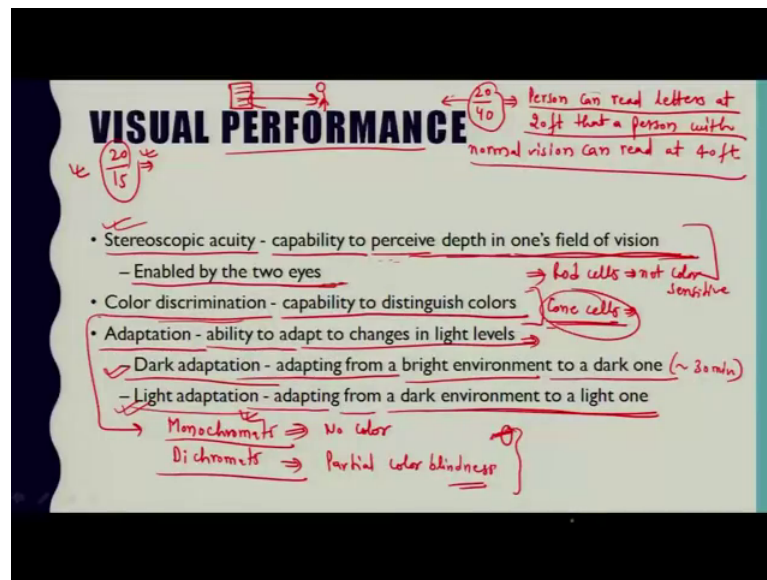 20/40 ⇒ Person can read letters at
20ft that a person with
normal vision can read at 40ft
VISUAL PERFORMANCE
20/15 ⇒
• Stereoscopic acuity - capability to perceive depth in one's field of vision
– Enabled by the two eyes
⇒ Rod cells ⇒ not color
sensitive
• Color discrimination - capability to distinguish colors
Cone cells ⇒
• Adaptation - ability to adapt to changes in light levels ⇒
– Dark adaptation - adapting from a bright environment to a dark one (~ 30 min)
– Light adaptation - adapting from a dark environment to a light one
Monochromats ⇒ No color
Dichromats ⇒ Partial color blindness